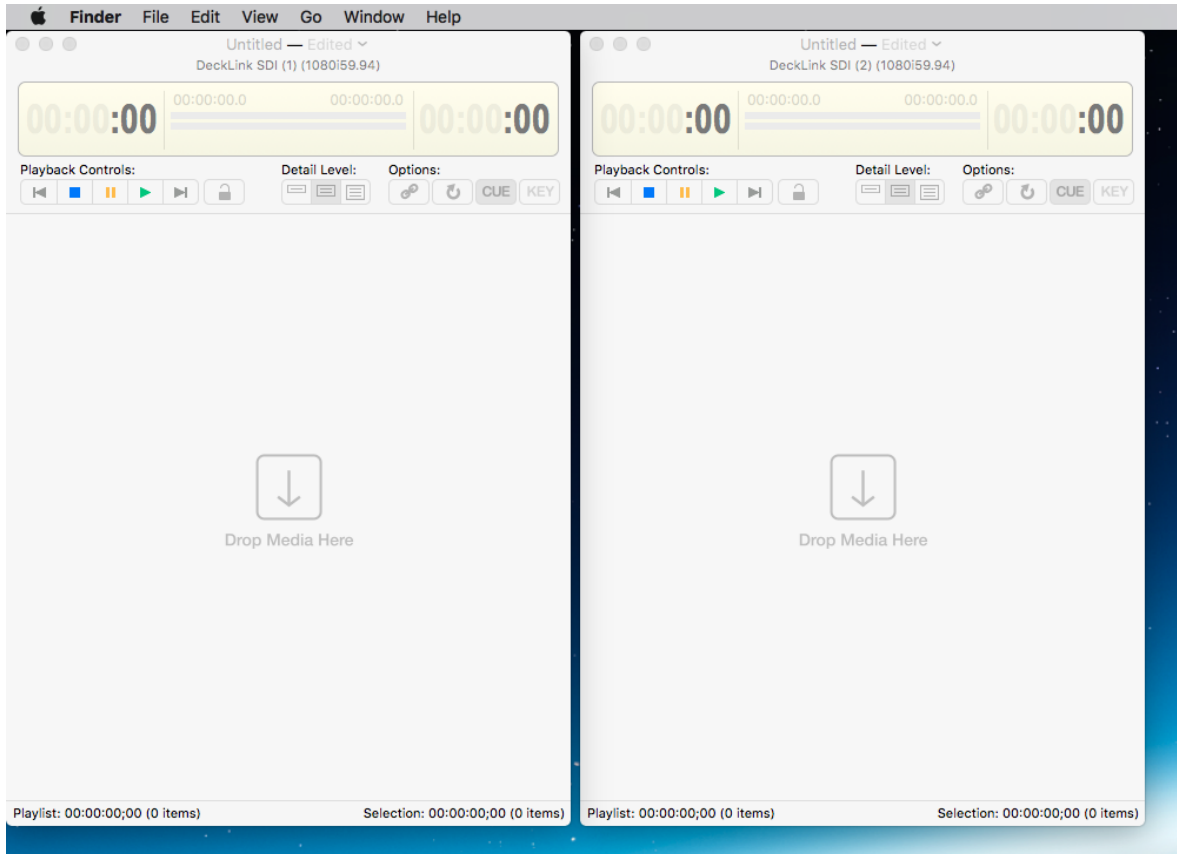 Finder File Edit View Go Window Help
Untitled — Edited
DeckLink SDI (1) (1080i59.94)
00:00:00
00:00:00.0
00:00:00.0
00:00:00
Playback Controls:
Detail Level:
Options:
CUE
KEY
Drop Media Here
Playlist: 00:00:00;00 (0 items)
Selection: 00:00:00;00 (0 items)
Untitled — Edited
DeckLink SDI (2) (1080i59.94)
00:00:00
00:00:00.0
00:00:00.0
00:00:00
Playback Controls:
Detail Level:
Options:
CUE
KEY
Drop Media Here
Playlist: 00:00:00;00 (0 items)
Selection: 00:00:00;00 (0 items)